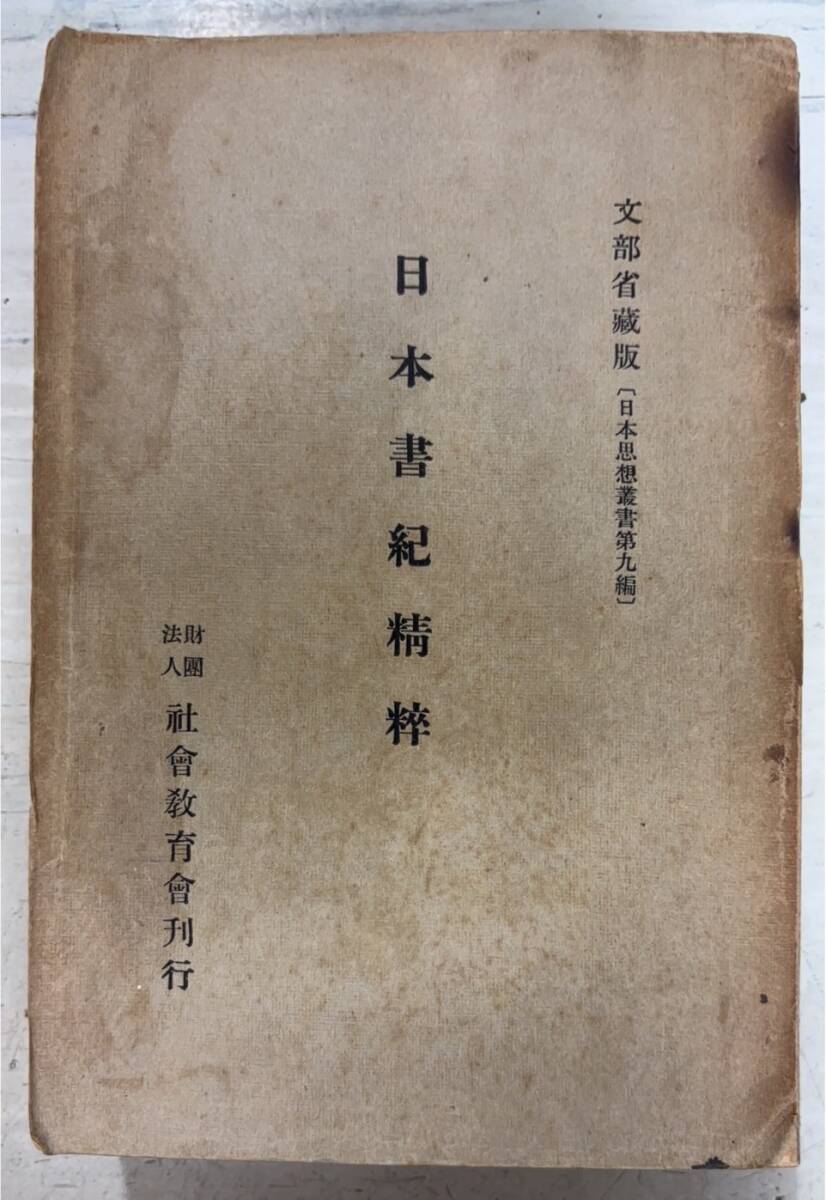 文部省藏版〔日本思想叢書第九編〕
日本書紀精粹
財團
法人
社會教育會刊行